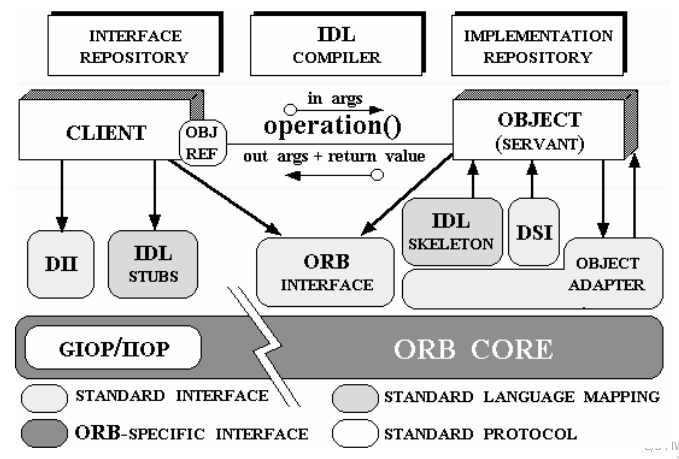 INTERFACE
REPOSITORY
IDL
COMPILER
IMPLEMENTATION
REPOSITORY
CLIENT
OBJ
REF
in args
operation()
out args + return value
OBJECT
(SERVANT)
DII
IDL
STUBS
ORB
INTERFACE
IDL
SKELETON
DSI
OBJECT
ADAPTER
GIOP/IIOP
ORB CORE
STANDARD INTERFACE
STANDARD LANGUAGE MAPPING
ORB-SPECIFIC INTERFACE
STANDARD PROTOCOL